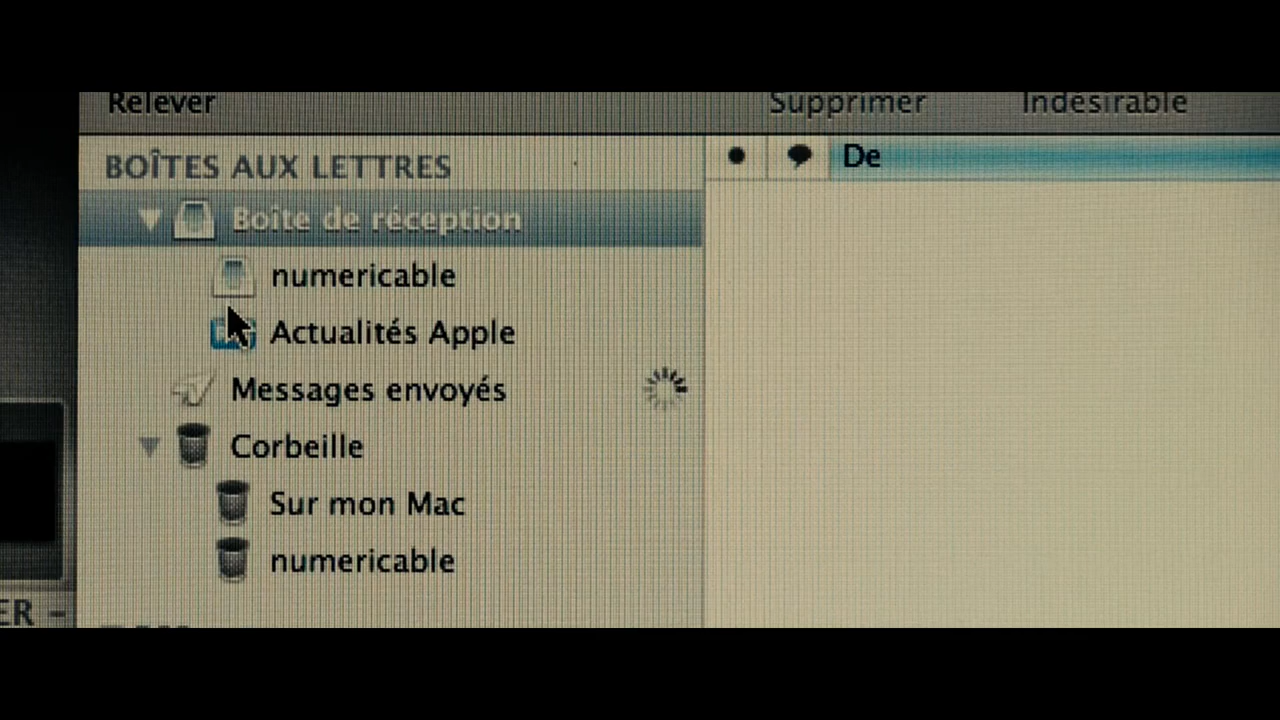 Relever Supprimer Indésirable
BOÎTES AUX LETTRES
De
Boîte de réception
numericable
Actualités Apple
Messages envoyés
Corbeille
Sur mon Mac
numericable
ER –